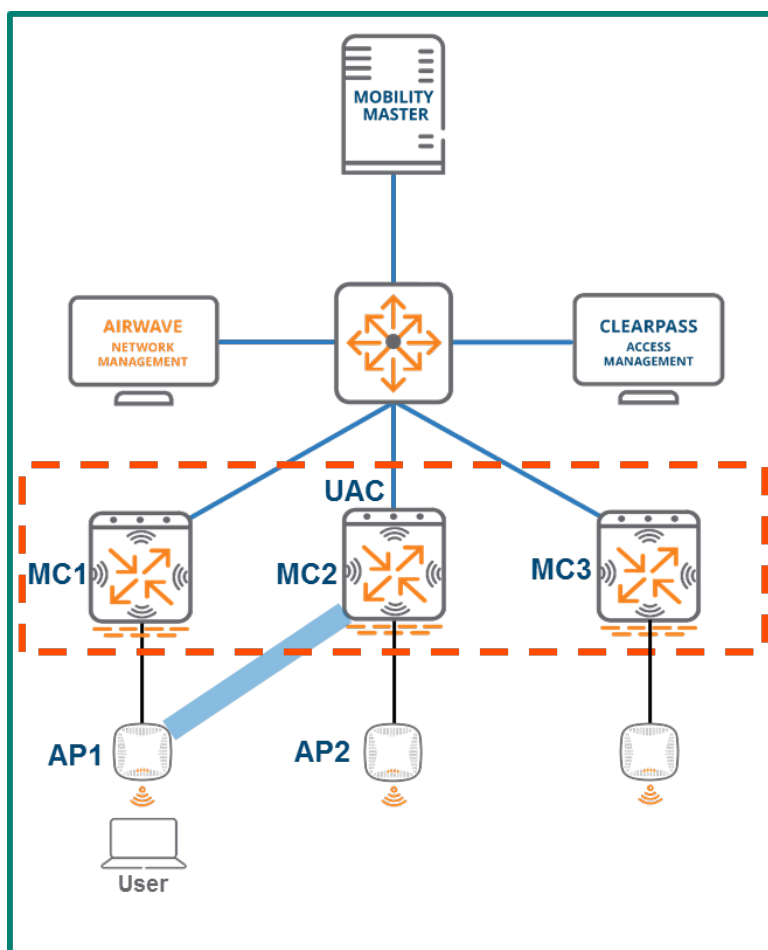 MOBILITY
MASTER
AIRWAVE
NETWORK
MANAGEMENT
CLEARPASS
ACCESS
MANAGEMENT
UAC
MC1
MC2
MC3
AP1
AP2
User